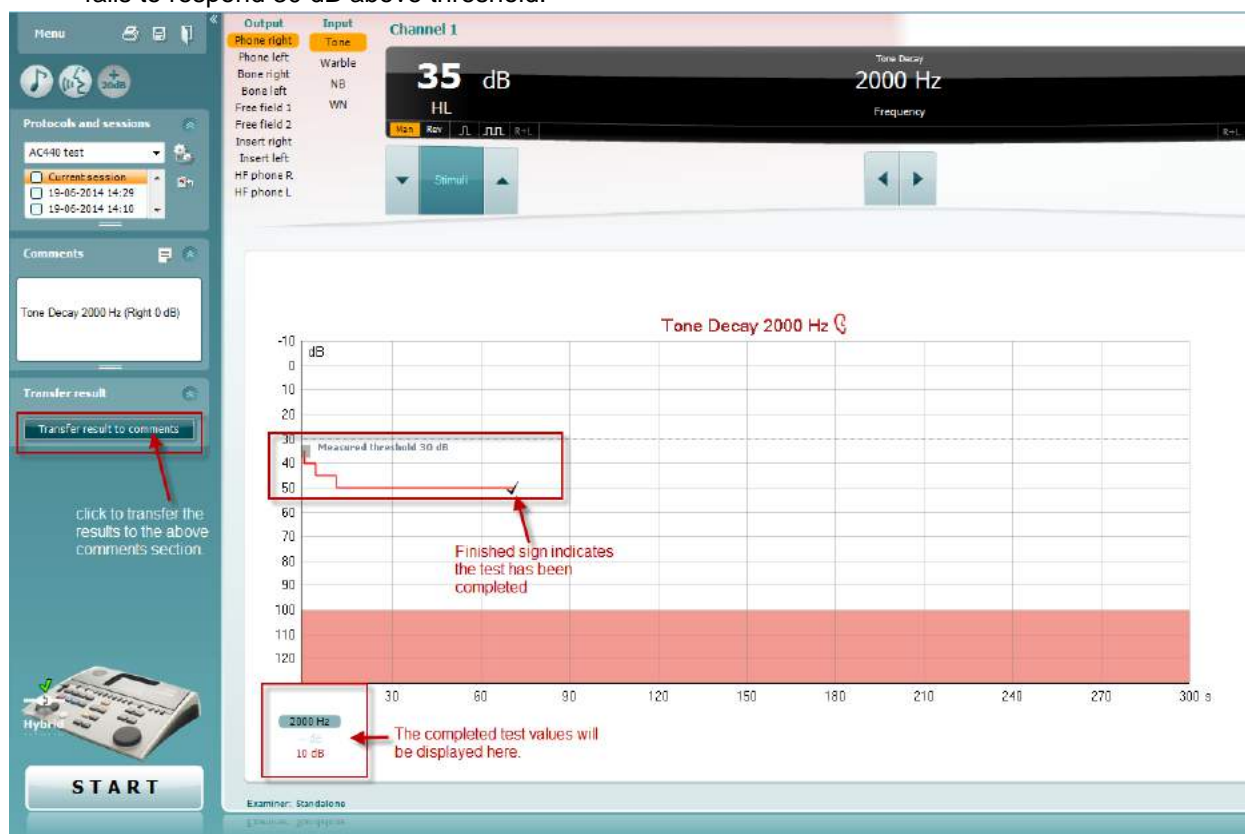 fails to respond 30 dB above threshold.
Menu
20dB
Protocols and sessions
AC440 test
Current session
19-06-2014 14:29
19-06-2014 14:10
Comments
Tone Decay 2000 Hz (Right 0 dB)
Transfer result
Transfer result to comments
click to transfer the
results to the above
comments section.
Hybrid
START
Output
Phone right
Phone left
Bone right
Bone left
Free field 1
Free field 2
Insert right
Insert left
HF phone R
HF phone L
Input
Tone
Warble
NB
WN
Channel 1
35 dB
HL
Man Rev R+L
Tone Decay
2000 Hz
Frequency
R+L
Stimuli
Tone Decay 2000 Hz
dB
-10
0
10
20
30
40
50
60
70
80
90
100
110
120
Measured threshold 30 dB
Finished sign indicates
the test has been
completed
30 60 90 120 150 180 210 240 270 300 s
2000 Hz
10 dB
The completed test values will
be displayed here.
Examiner: Standalone